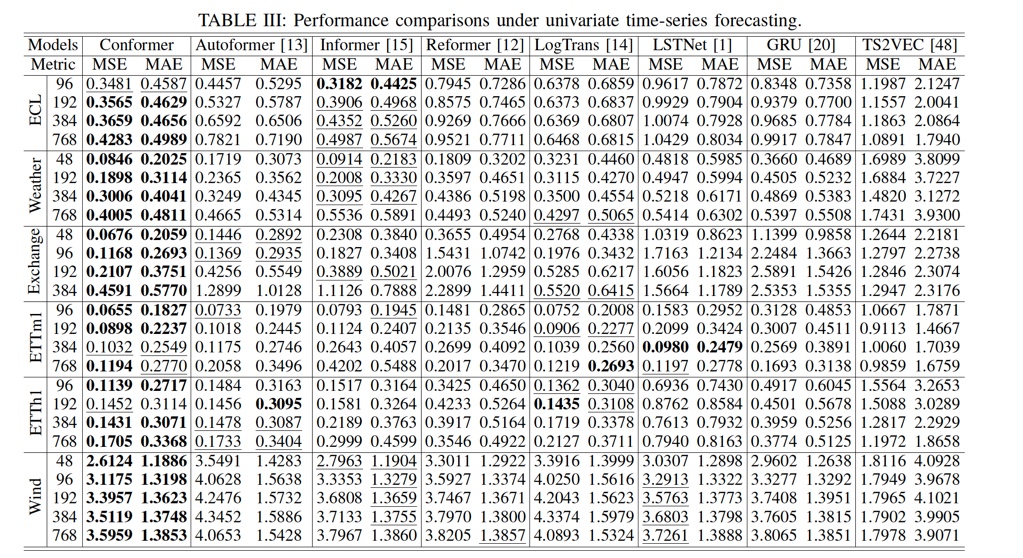 TABLE III: Performance comparisons under univariate time-series forecasting.
Models Conformer Autoformer [13] Informer [15] Reformer [12] LogTrans [14] LSTNet [1] GRU [20] TS2VEC [48]
Metric MSE MAE MSE MAE MSE MAE MSE MAE MSE MAE MSE MAE MSE MAE MSE MAE
ECL
96 0.3481 0.4587 0.4457 0.5295 0.3182 0.4425 0.7945 0.7286 0.6378 0.6859 0.9617 0.7872 0.8348 0.7358 1.1987 2.1247
192 0.3565 0.4629 0.5327 0.5787 0.3906 0.4968 0.8575 0.7465 0.6373 0.6837 0.9929 0.7904 0.9379 0.7700 1.1557 2.0041
384 0.3659 0.4656 0.6592 0.6506 0.4352 0.5260 0.9269 0.7666 0.6369 0.6807 1.0074 0.7928 0.9685 0.7784 1.1863 2.0864
768 0.4283 0.4989 0.7821 0.7190 0.4987 0.5674 0.9521 0.7711 0.6468 0.6815 1.0429 0.8034 0.9917 0.7847 1.0891 1.7940
Weather
48 0.0846 0.2025 0.1719 0.3073 0.0914 0.2183 0.1809 0.3202 0.3231 0.4460 0.4818 0.5985 0.3660 0.4689 1.6989 3.8099
192 0.1898 0.3114 0.2365 0.3562 0.2008 0.3330 0.3597 0.4651 0.3115 0.4270 0.4947 0.5994 0.4505 0.5232 1.6884 3.7227
384 0.3006 0.4041 0.3249 0.4345 0.3095 0.4267 0.4386 0.5198 0.3500 0.4554 0.5218 0.6171 0.4869 0.5383 1.4820 3.1272
768 0.4005 0.4811 0.4665 0.5314 0.5536 0.5891 0.4493 0.5240 0.4297 0.5065 0.5414 0.6302 0.5397 0.5508 1.7431 3.9300
Exchange
48 0.0676 0.2059 0.1446 0.2892 0.2308 0.3840 0.3655 0.4954 0.2768 0.4338 1.0319 0.8623 1.1399 0.9858 1.2644 2.2181
96 0.1168 0.2693 0.1369 0.2935 0.1827 0.3408 1.5431 1.0742 0.1976 0.3432 1.7163 1.2134 2.2484 1.3663 1.2797 2.2738
192 0.2107 0.3751 0.4256 0.5549 0.3889 0.5021 2.0076 1.2959 0.5285 0.6217 1.6056 1.1823 2.5891 1.5426 1.2846 2.3074
384 0.4591 0.5770 1.2899 1.0128 1.1126 0.7888 2.2899 1.4411 0.5520 0.6415 1.5664 1.1789 2.5353 1.5355 1.2947 2.3176
ETTm1
96 0.0655 0.1827 0.0733 0.1979 0.0793 0.1945 0.1481 0.2865 0.0752 0.2008 0.1583 0.2952 0.3128 0.4853 1.0667 1.7871
192 0.0898 0.2237 0.1018 0.2445 0.1124 0.2407 0.2135 0.3546 0.0906 0.2277 0.2099 0.3424 0.3007 0.4511 0.9113 1.4667
384 0.1032 0.2549 0.1175 0.2746 0.2643 0.4057 0.2699 0.4092 0.1039 0.2560 0.0980 0.2479 0.2569 0.3891 1.0060 1.7039
768 0.1194 0.2770 0.2058 0.3496 0.4202 0.5488 0.2017 0.3470 0.1219 0.2693 0.1197 0.2778 0.1693 0.3138 0.9859 1.6759
ETTh1
96 0.1139 0.2717 0.1484 0.3163 0.1517 0.3164 0.3425 0.4650 0.1362 0.3040 0.6936 0.7430 0.4917 0.6045 1.5564 3.2653
192 0.1452 0.3114 0.1456 0.3095 0.1581 0.3264 0.4233 0.5264 0.1435 0.3108 0.8762 0.8584 0.4501 0.5678 1.5088 3.0289
384 0.1431 0.3071 0.1478 0.3087 0.2189 0.3763 0.3917 0.5164 0.1719 0.3378 0.7613 0.7932 0.3959 0.5256 1.2817 2.2929
768 0.1705 0.3368 0.1733 0.3404 0.2999 0.4599 0.3546 0.4922 0.2127 0.3711 0.7940 0.8163 0.3774 0.5125 1.1972 1.8658
Wind
48 2.6124 1.1886 3.5491 1.4283 2.7963 1.1904 3.3011 1.2922 3.3916 1.3999 3.0307 1.2898 2.9602 1.2638 1.8116 4.0928
96 3.1175 1.3198 4.0628 1.5638 3.3353 1.3279 3.5927 1.3374 4.0250 1.5616 3.2913 1.3322 3.3277 1.3292 1.7949 3.9678
192 3.3957 1.3623 4.2476 1.5732 3.6808 1.3659 3.7467 1.3671 4.2043 1.5623 3.5763 1.3773 3.7408 1.3951 1.7965 4.1021
384 3.5119 1.3748 4.3452 1.5886 3.7133 1.3755 3.7970 1.3800 4.3374 1.5979 3.6803 1.3798 3.7605 1.3815 1.7902 3.9905
768 3.5959 1.3853 4.0653 1.5428 3.7967 1.3860 3.8205 1.3857 4.0893 1.5324 3.7261 1.3888 3.8065 1.3851 1.7978 3.9071